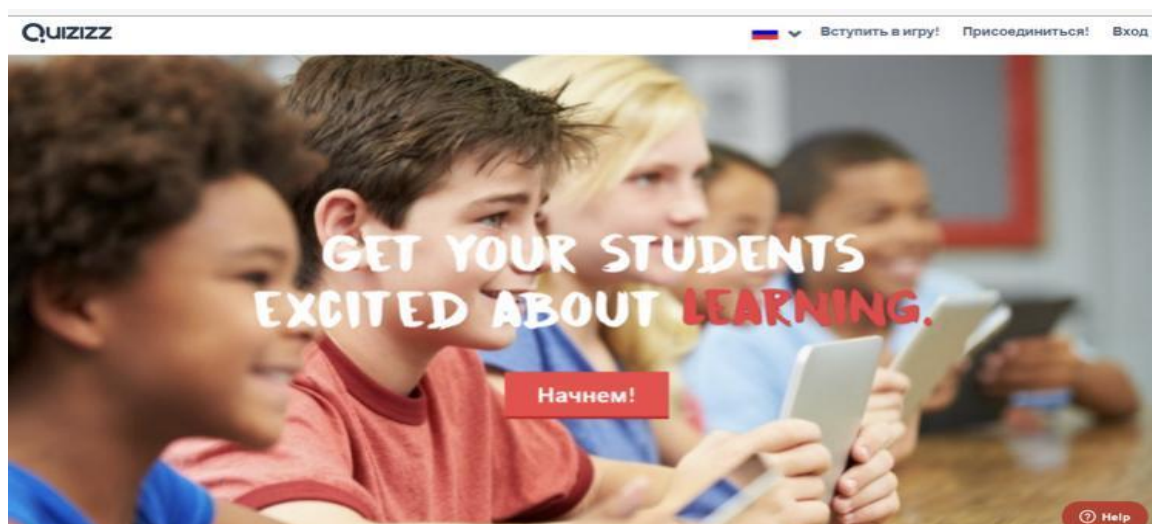 QUIZIZZ
Вступить в игру! Присоединиться! Вход
GET YOUR STUDENTS
EXCITED ABOUT LEARNING.
Начнем!
Help